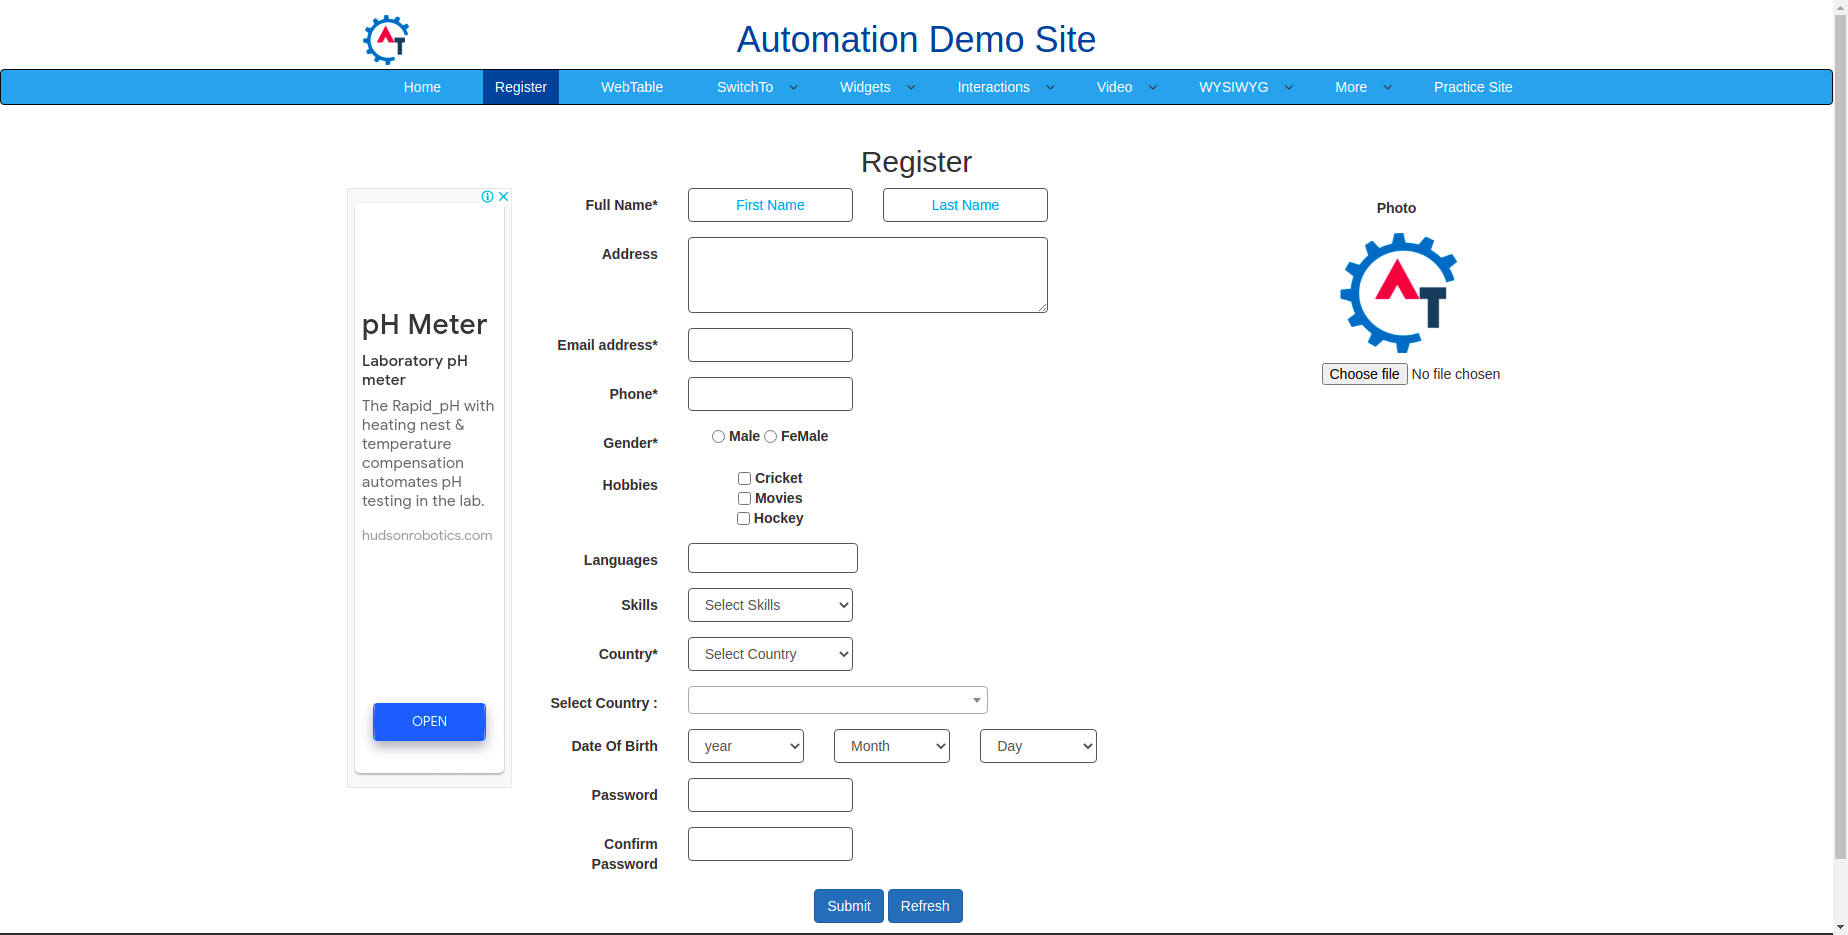 Automation Demo Site
Home Register WebTable SwitchTo Widgets Interactions Video WYSIWYG More Practice Site
Register
pH Meter
Laboratory pH
meter
The Rapid_pH with
heating nest &
temperature
compensation
automates pH
testing in the lab.
hudsonrobotics.com
OPEN
Full Name* First Name Last Name
Address
Email address*
Phone*
Gender* Male FeMale
Hobbies Cricket
Movies
Hockey
Languages
Skills Select Skills
Country* Select Country
Select Country :
Date Of Birth year Month Day
Password
Confirm
Password
Submit Refresh
Photo
AT
Choose file No file chosen